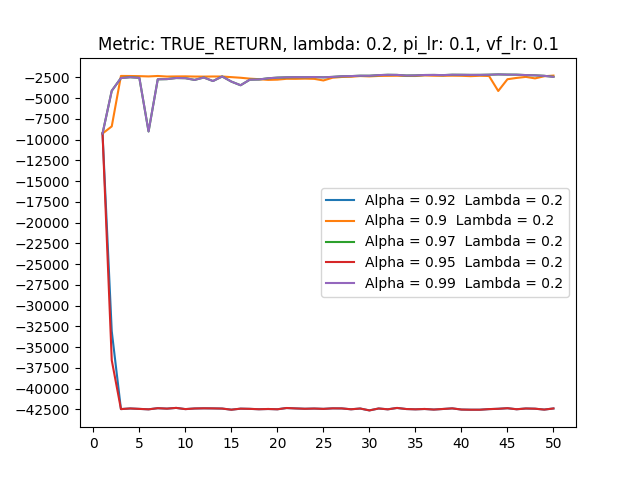 Metric: TRUE_RETURN, lambda: 0.2, pi_lr: 0.1, vf_lr: 0.1
−2500
−5000
−7500
−10000
−12500
−15000
−17500
−20000
−22500
−25000
−27500
−30000
−32500
−35000
−37500
−40000
−42500
Alpha = 0.92  Lambda = 0.2
Alpha = 0.9  Lambda = 0.2
Alpha = 0.97  Lambda = 0.2
Alpha = 0.95  Lambda = 0.2
Alpha = 0.99  Lambda = 0.2
0 5 10 15 20 25 30 35 40 45 50